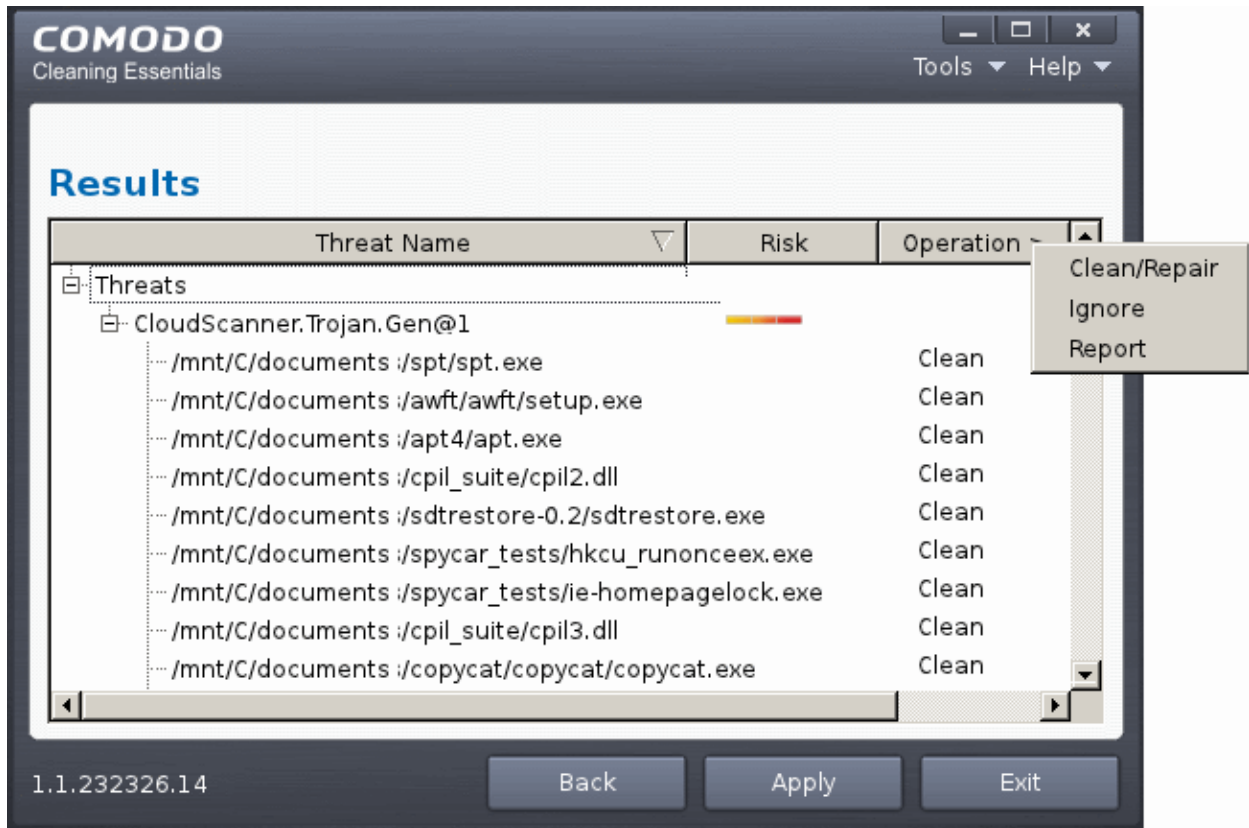 COMODO
Cleaning Essentials
Tools Help
Results
Threat Name Risk Operation >
Clean/Repair
Ignore
Report
Threats
CloudScanner.Trojan.Gen@1
/mnt/C/documents :/spt/spt.exe Clean
/mnt/C/documents :/awft/awft/setup.exe Clean
/mnt/C/documents :/apt4/apt.exe Clean
/mnt/C/documents :/cpil_suite/cpil2.dll Clean
/mnt/C/documents :/sdtrestore-0.2/sdtrestore.exe Clean
/mnt/C/documents :/spycar_tests/hkcu_runonceex.exe Clean
/mnt/C/documents :/spycar_tests/ie-homepagelock.exe Clean
/mnt/C/documents :/cpil_suite/cpil3.dll Clean
/mnt/C/documents :/copycat/copycat/copycat.exe Clean
1.1.232326.14 Back Apply Exit